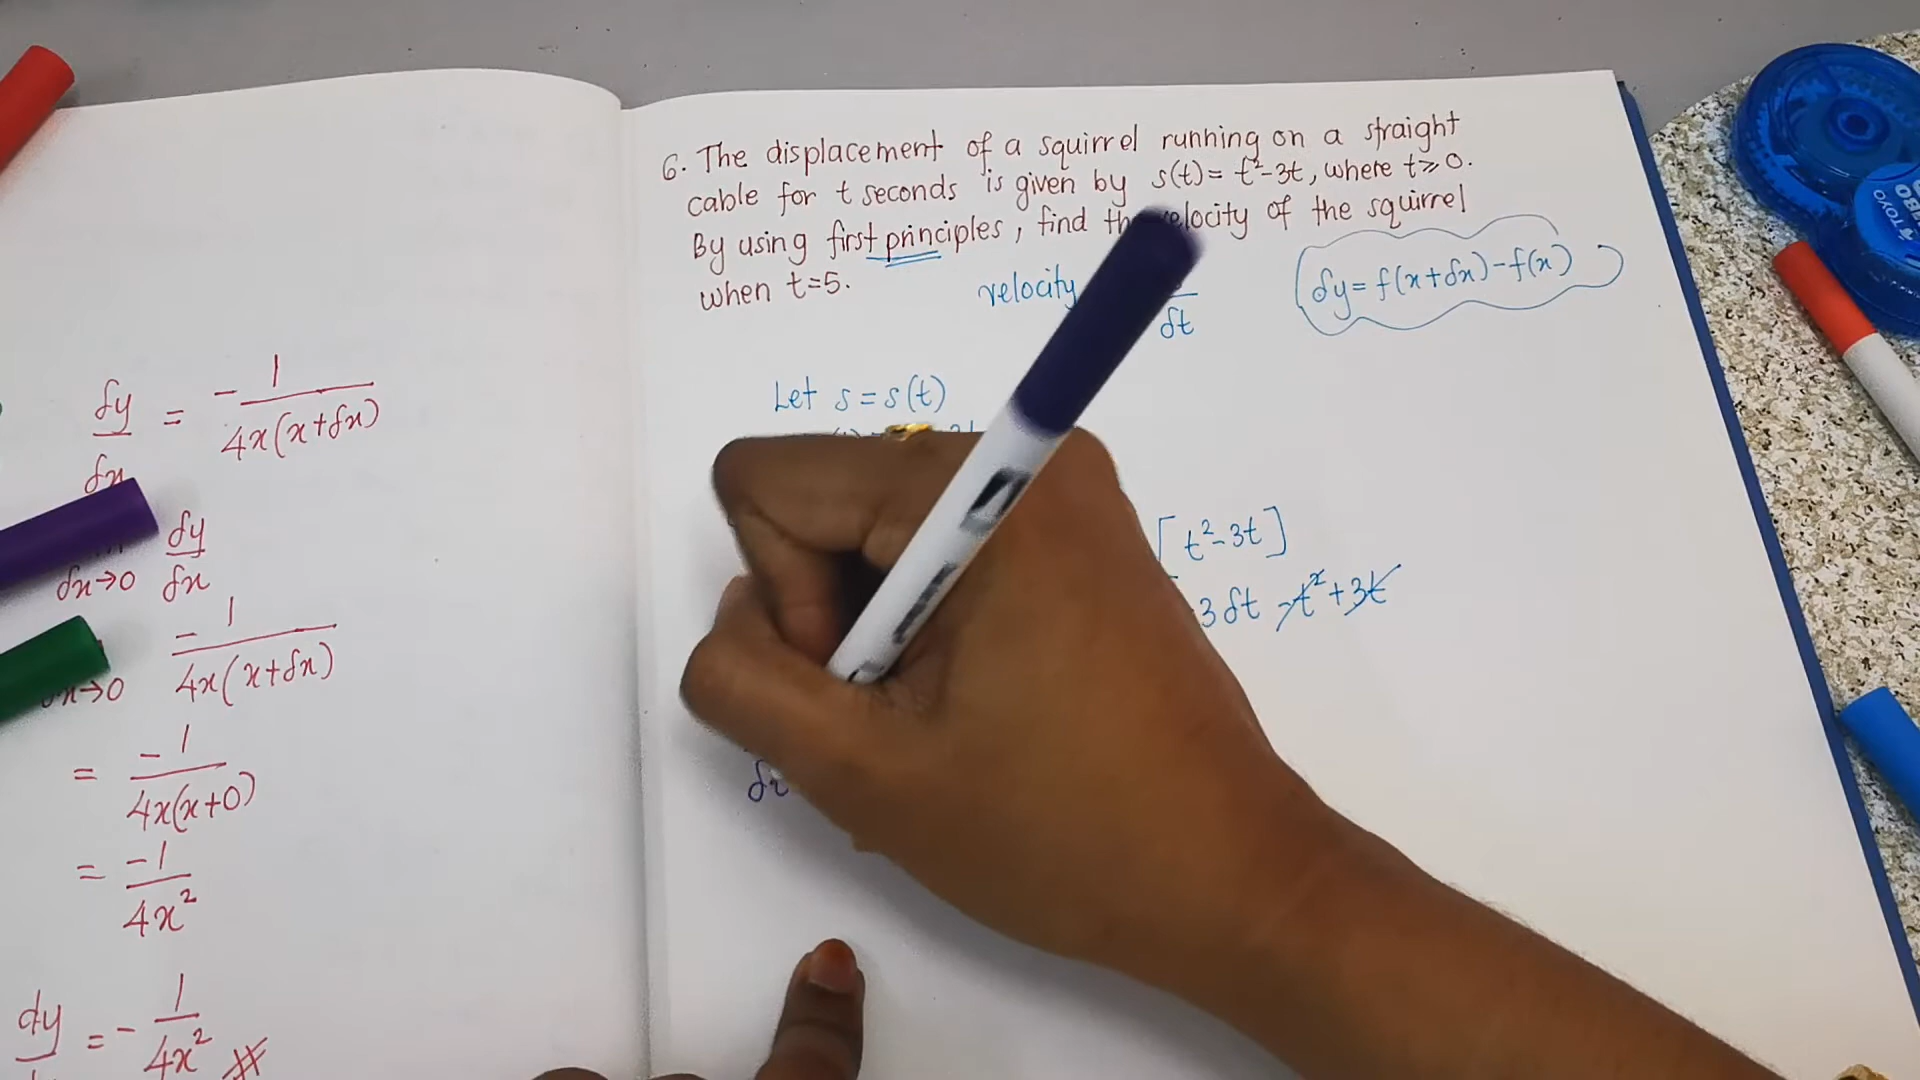 6. The displacement of a squirrel running on a straight
cable for t seconds is given by s(t) = t²-3t, where t ≥ 0.
By using first principles, find the velocity of the squirrel
when t=5.
velocity
δt
δy = f(x+δx) - f(x)
Let s = s(t)
[t²-3t]
3δt - t² + 3t
δy/δx = - 1/4x(x+δx)
δy/δx
δx→0
- 1/4x(x+δx)
δx→0
= - 1/4x(x+0)
= -1/4x²
dy = - 1/4x²
TOYO